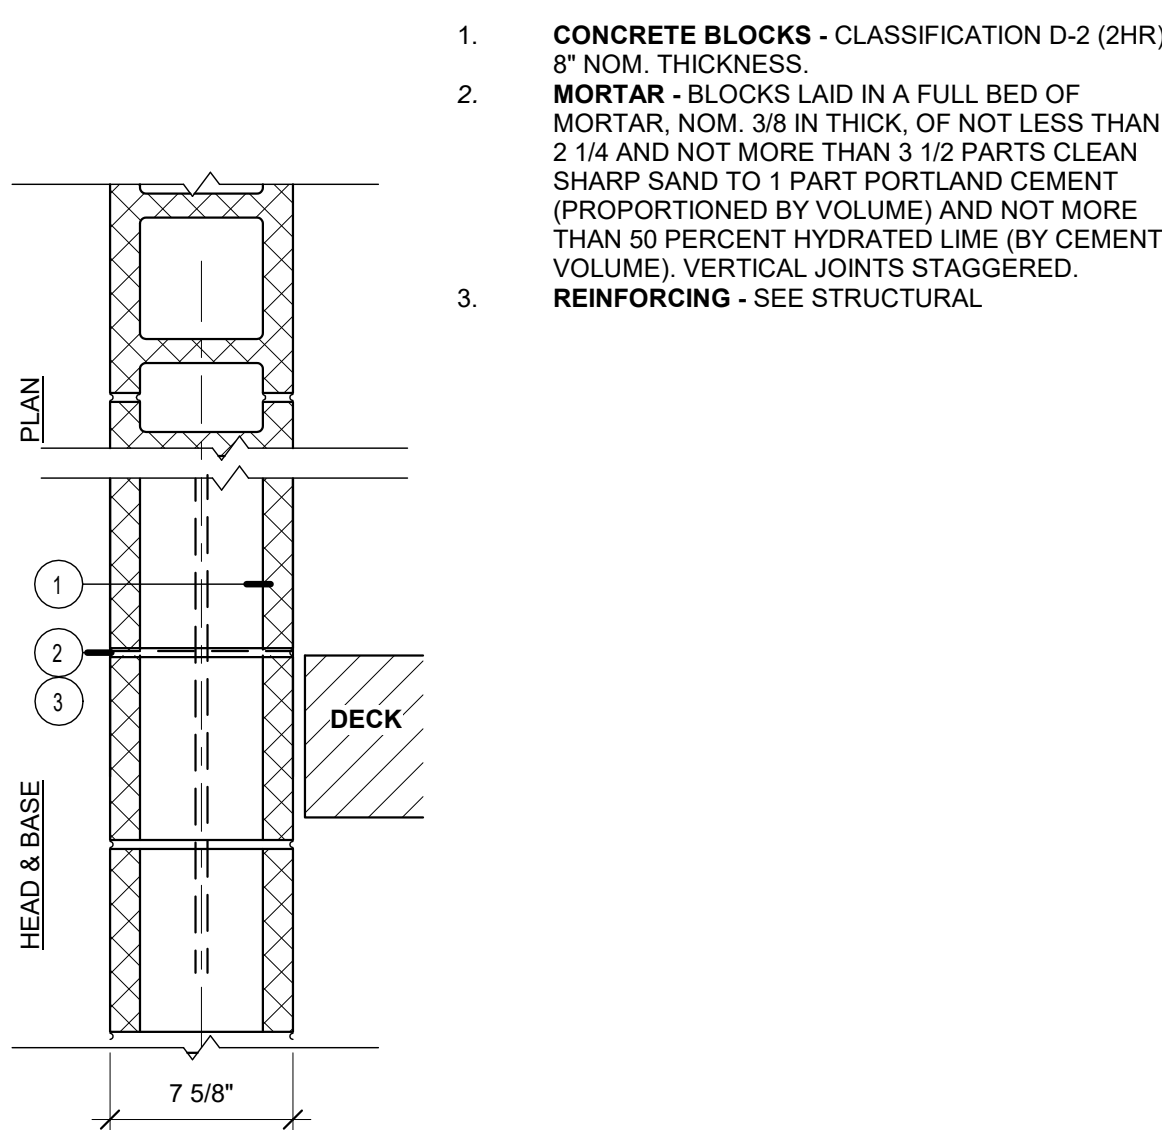 1. CONCRETE BLOCKS - CLASSIFICATION D-2 (2HR)
8" NOM. THICKNESS.
2. MORTAR - BLOCKS LAID IN A FULL BED OF
MORTAR, NOM. 3/8 IN THICK, OF NOT LESS THAN
2 1/4 AND NOT MORE THAN 3 1/2 PARTS CLEAN
SHARP SAND TO 1 PART PORTLAND CEMENT
(PROPORTIONED BY VOLUME) AND NOT MORE
THAN 50 PERCENT HYDRATED LIME (BY CEMENT
VOLUME). VERTICAL JOINTS STAGGERED.
3. REINFORCING - SEE STRUCTURAL
PLAN
1
2
3
DECK
HEAD & BASE
7 5/8"